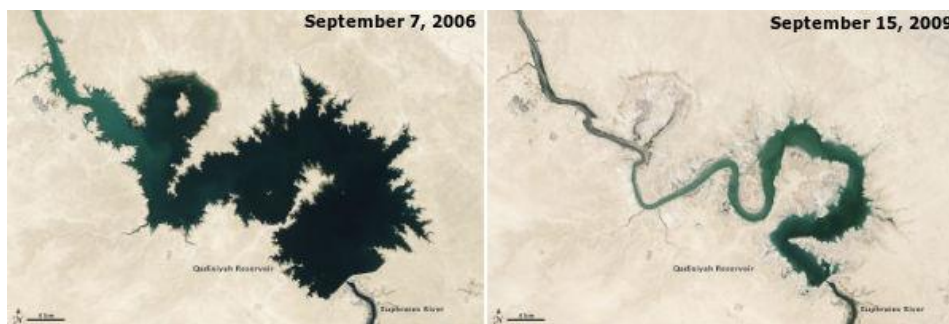 September 7, 2006
Qadisiyah Reservoir
Euphrates River
N
September 15, 2009
Qadisiyah Reservoir
Euphrates River
N